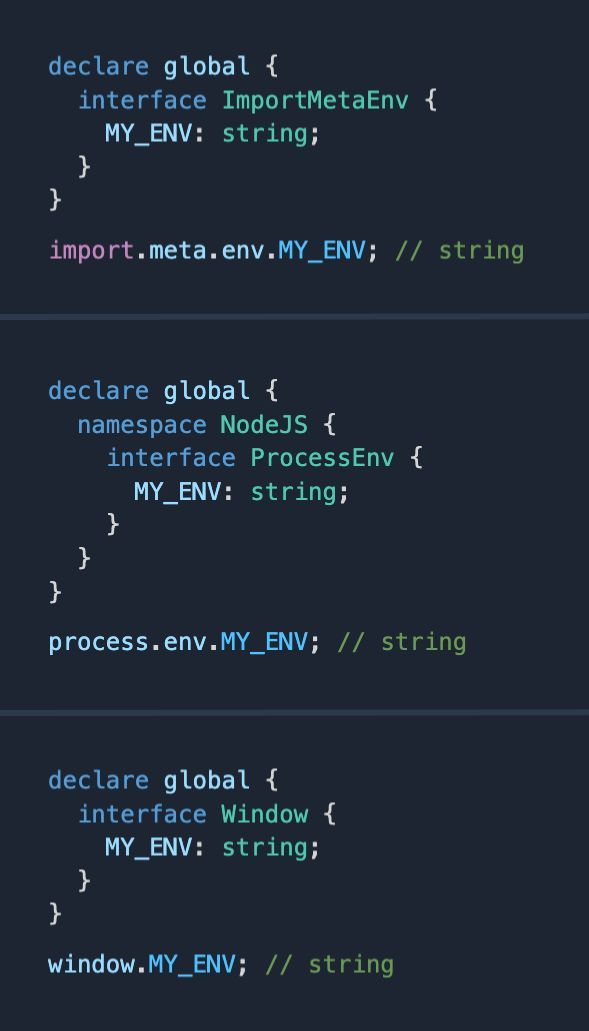 declare global {
  interface ImportMetaEnv {
    MY_ENV: string;
  }
}
import.meta.env.MY_ENV; // string
declare global {
  namespace NodeJS {
    interface ProcessEnv {
      MY_ENV: string;
    }
  }
}
process.env.MY_ENV; // string
declare global {
  interface Window {
    MY_ENV: string;
  }
}
window.MY_ENV; // string